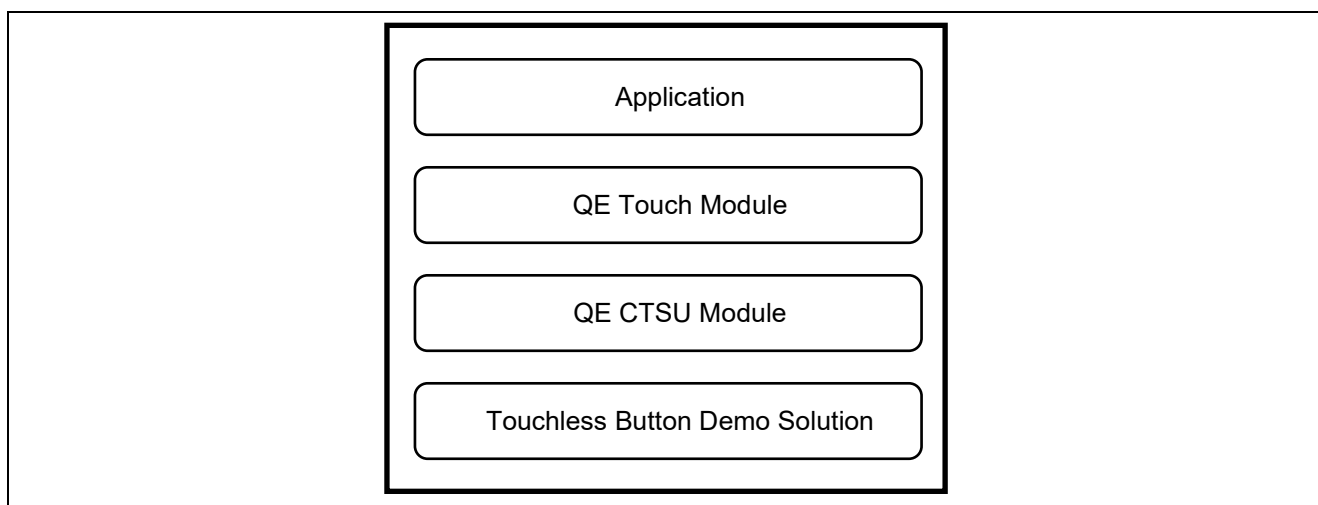 Application
QE Touch Module
QE CTSU Module
Touchless Button Demo Solution